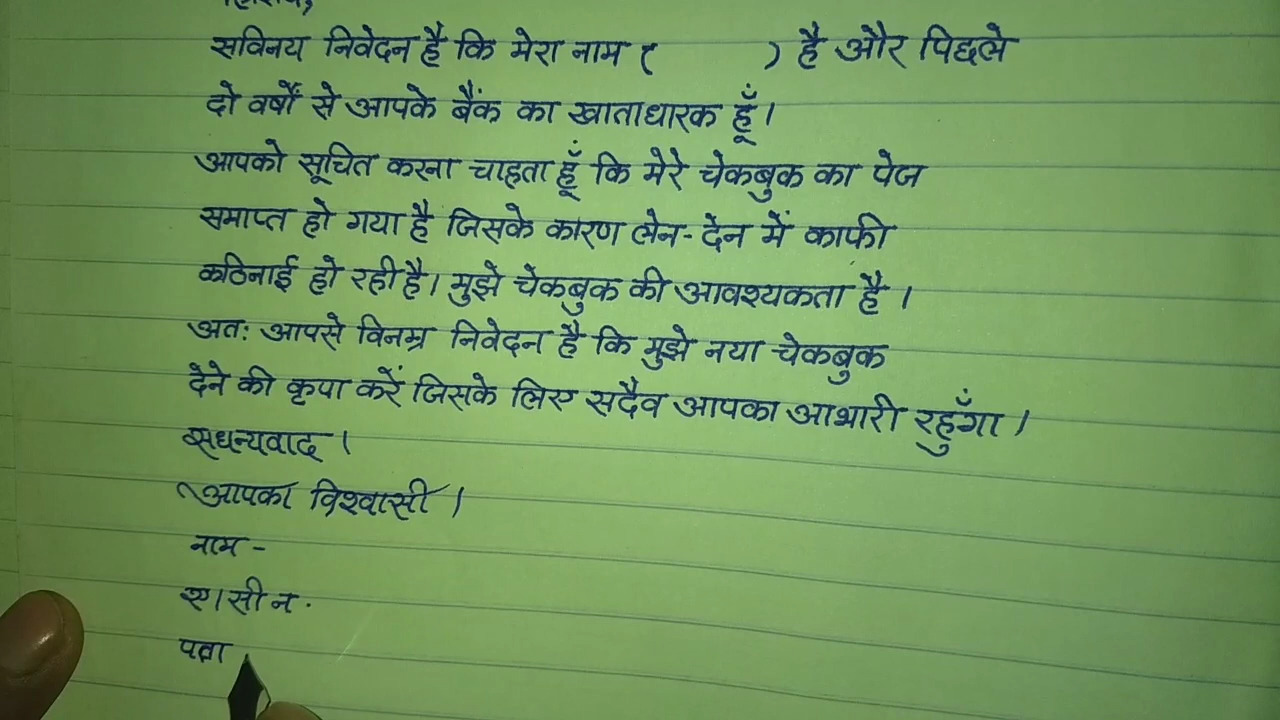 सविनय निवेदन है कि मेरा नाम ( ) है और पिछले
दो वर्षों से आपके बैंक का खाताधारक हूँ।
आपको सूचित करना चाहता हूँ कि मेरे चेकबुक का पेज
समाप्त हो गया है जिसके कारण लेन-देन में काफी
कठिनाई हो रही है। मुझे चेकबुक की आवश्यकता है।
अतः आपसे विनम्र निवेदन है कि मुझे नया चेकबुक
देने की कृपा करें जिसके लिए सदैव आपका आभारी रहुँगा।
सधन्यवाद।
आपका विश्वासी।
नाम -
ए/सी न.
पता